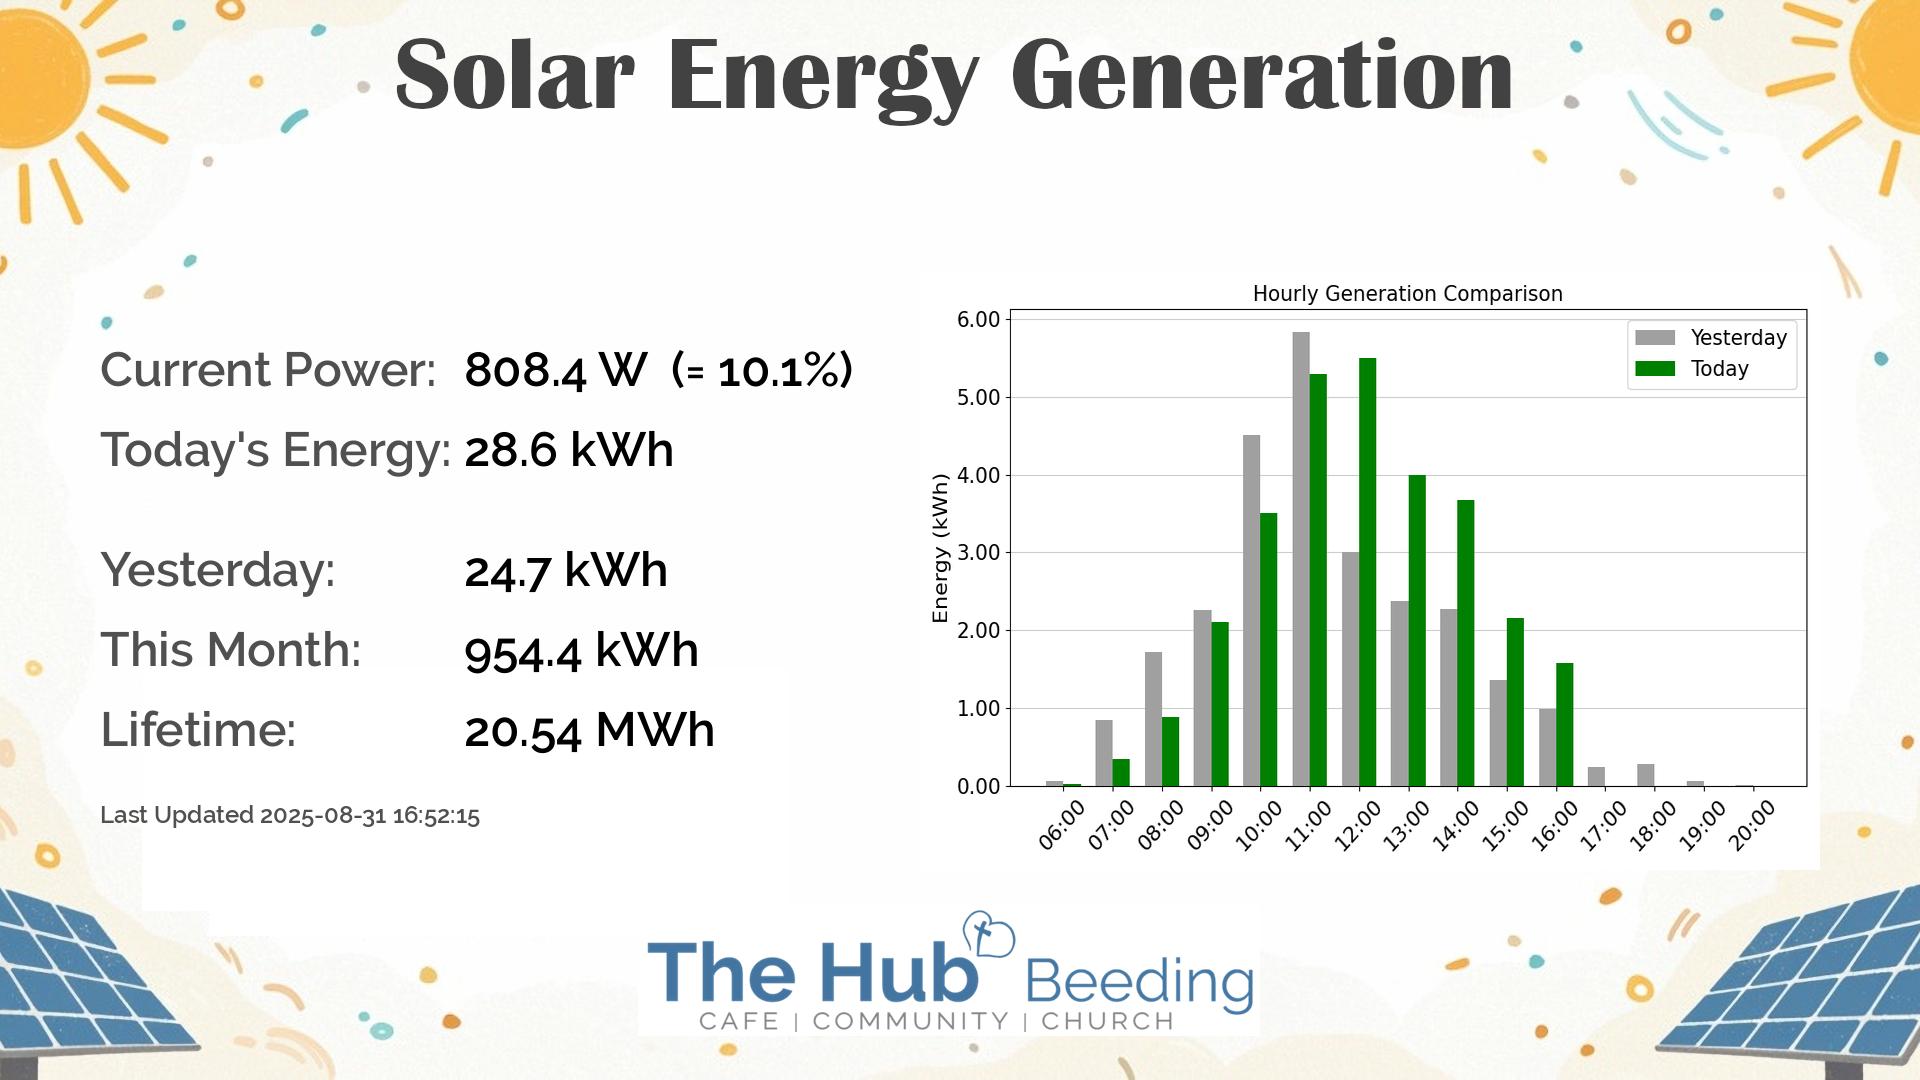 Solar Energy Generation
Current Power: 808.4 W (= 10.1%)
Today's Energy: 28.6 kWh
Yesterday: 24.7 kWh
This Month: 954.4 kWh
Lifetime: 20.54 MWh
Last Updated 2025-08-31 16:52:15
Hourly Generation Comparison
Yesterday
Today
Energy (kWh)
6.00
5.00
4.00
3.00
2.00
1.00
0.00
06:00 07:00 08:00 09:00 10:00 11:00 12:00 13:00 14:00 15:00 16:00 17:00 18:00 19:00 20:00
The Hub Beeding
CAFE | COMMUNITY | CHURCH